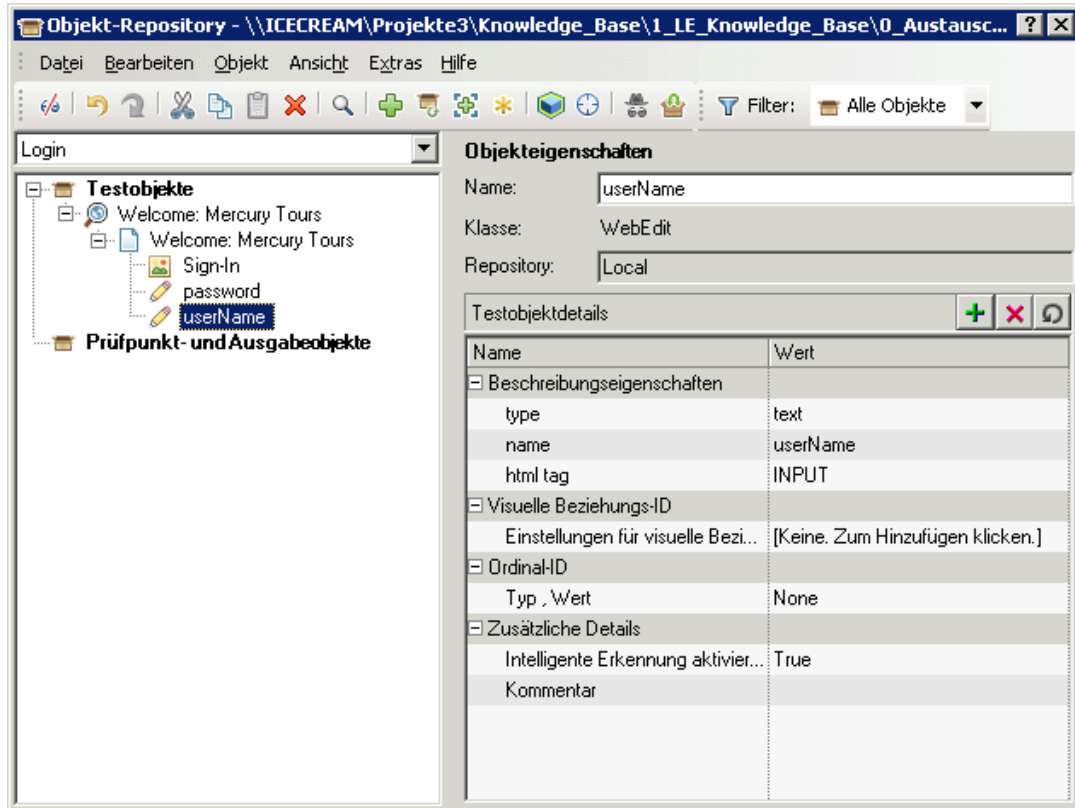 Objekt-Repository - \\ICECREAM\Projekte3\Knowledge_Base\1_LE_Knowledge_Base\0_Austausc...
Datei Bearbeiten Objekt Ansicht Extras Hilfe
Filter: Alle Objekte
Login
Testobjekte
Welcome: Mercury Tours
Welcome: Mercury Tours
Sign-In
password
userName
Prüfpunkt- und Ausgabeobjekte
Objekteigenschaften
Name: userName
Klasse: WebEdit
Repository: Local
Testobjektdetails
Name Wert
Beschreibungseigenschaften
type text
name userName
html tag INPUT
Visuelle Beziehungs-ID
Einstellungen für visuelle Bezi... [Keine. Zum Hinzufügen klicken.]
Ordinal-ID
Typ , Wert None
Zusätzliche Details
Intelligente Erkennung aktivier... True
Kommentar